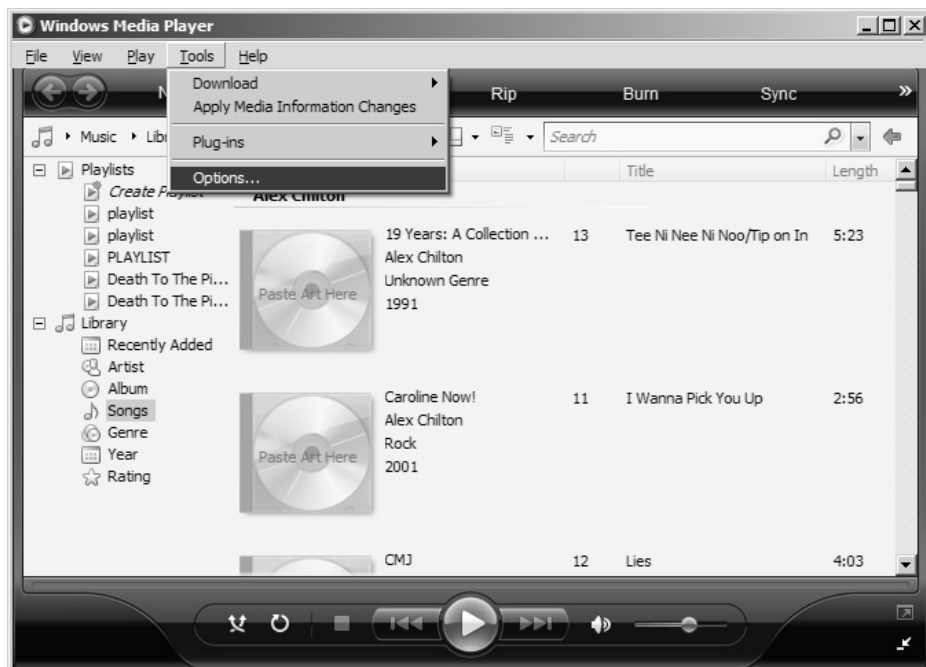 Windows Media Player
File View Play Tools Help
Download
Apply Media Information Changes
Plug-ins
Options...
N Rip Burn Sync »
Music Libr Search
Title Length
Playlists
Create Playlist
playlist
playlist
PLAYLIST
Death To The Pi...
Death To The Pi...
Library
Recently Added
Artist
Album
Songs
Genre
Year
Rating
Alex Chilton
Paste Art Here
19 Years: A Collection ... 13 Tee Ni Nee Ni Noo/Tip on In 5:23
Alex Chilton
Unknown Genre
1991
Paste Art Here
Caroline Now! 11 I Wanna Pick You Up 2:56
Alex Chilton
Rock
2001
CMJ 12 Lies 4:03